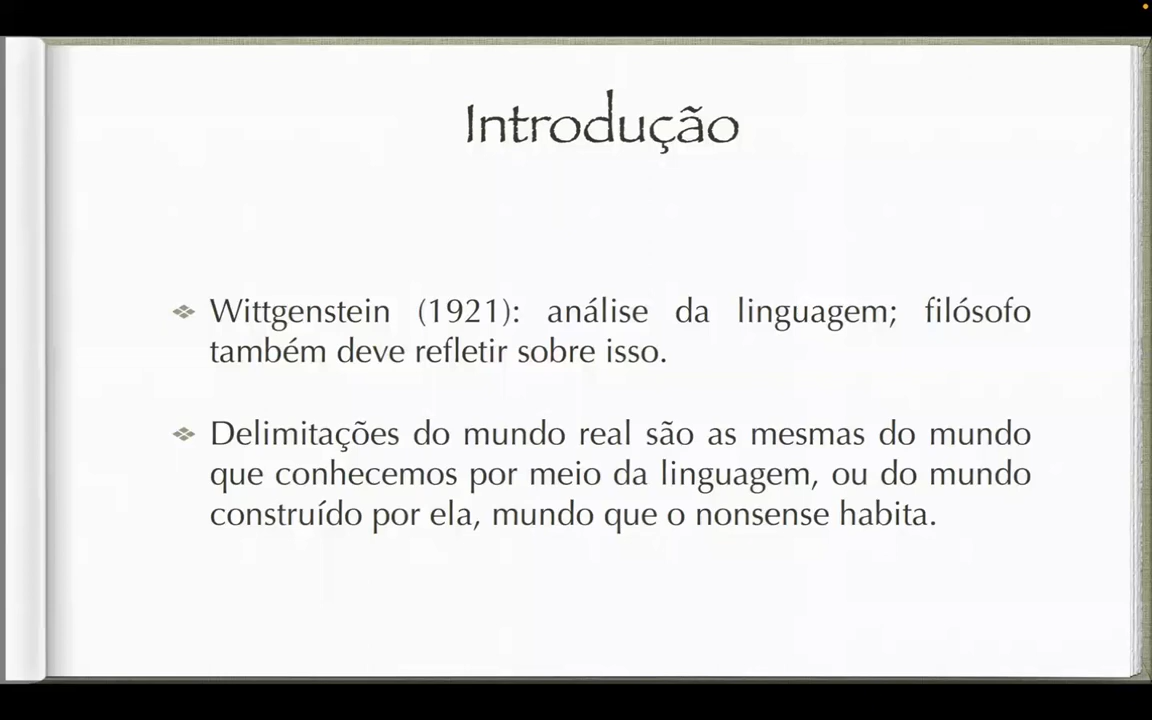 Introdução
Wittgenstein (1921): análise da linguagem; filósofo
também deve refletir sobre isso.
Delimitações do mundo real são as mesmas do mundo
que conhecemos por meio da linguagem, ou do mundo
construído por ela, mundo que o nonsense habita.